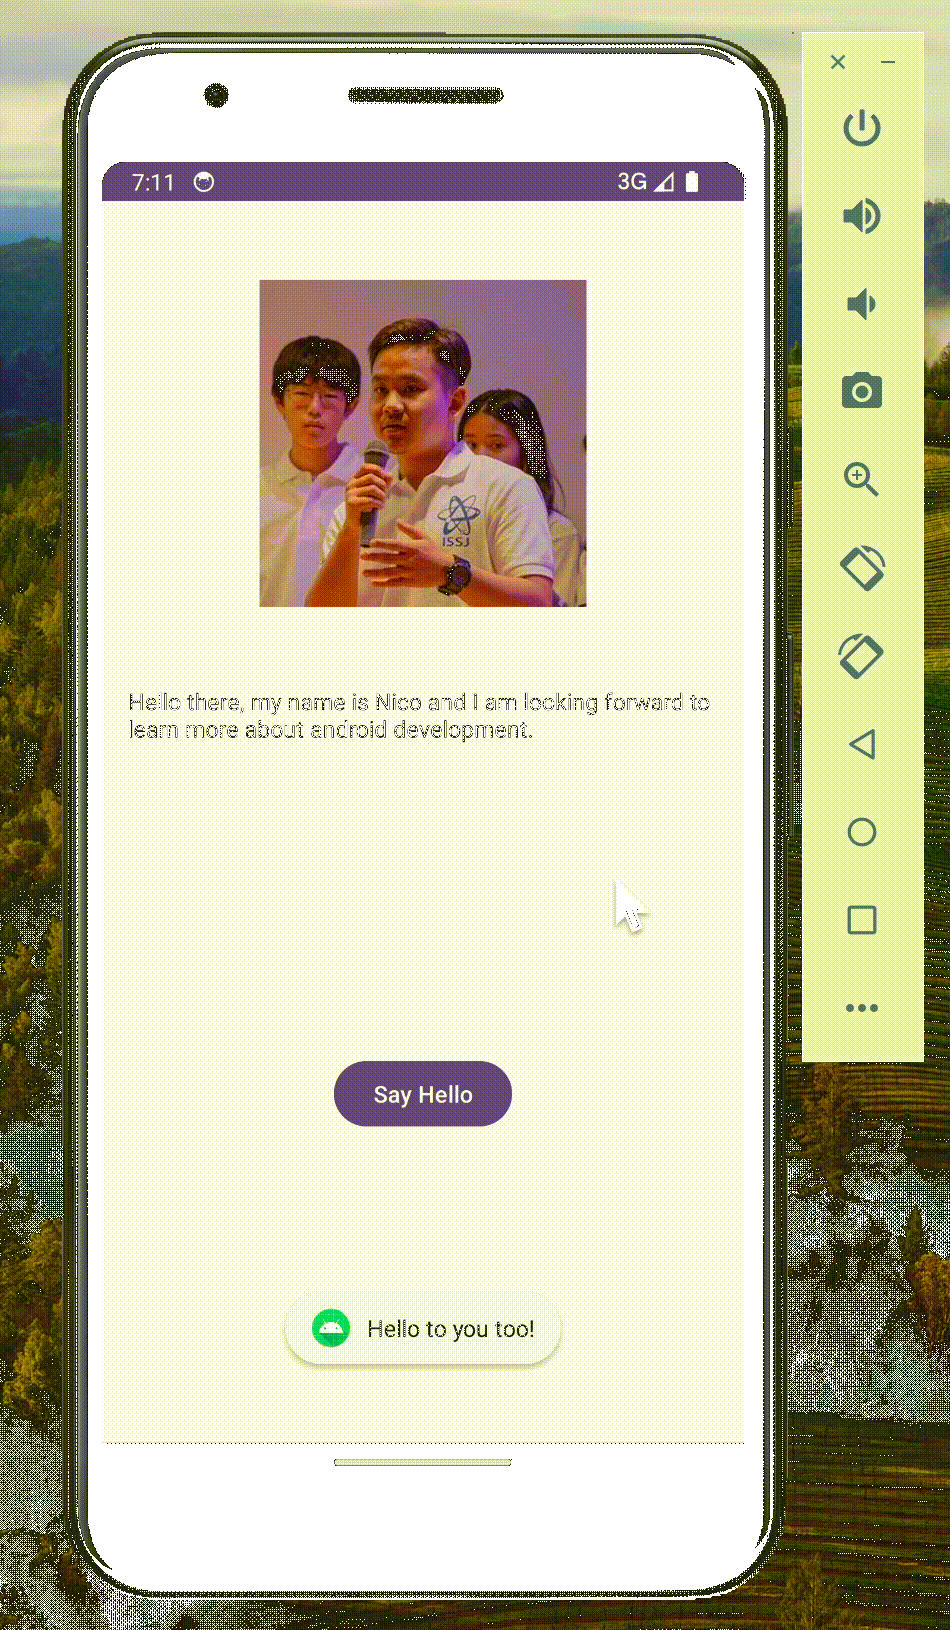 7:11
3G
ISSJ
Hello there, my name is Nico and I am looking forward to
learn more about android development.
Say Hello
Hello to you too!